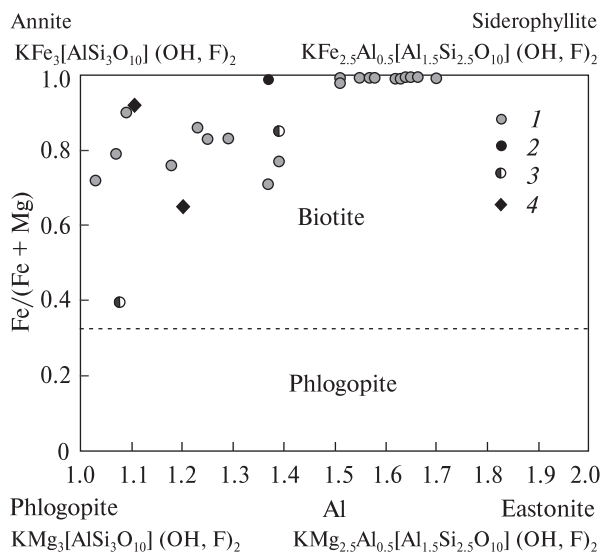 Annite Siderophyllite
KFe3[AlSi3O10] (OH, F)2 KFe2.5Al0.5[Al1.5Si2.5O10] (OH, F)2
1.0
0.8
0.6
0.4
0.2
0
Fe/(Fe + Mg)
1
2
3
4
Biotite
Phlogopite
1.0 1.1 1.2 1.3 1.4 1.5 1.6 1.7 1.8 1.9 2.0
Phlogopite Al Eastonite
KMg3[AlSi3O10] (OH, F)2 KMg2.5Al0.5[Al1.5Si2.5O10] (OH, F)2